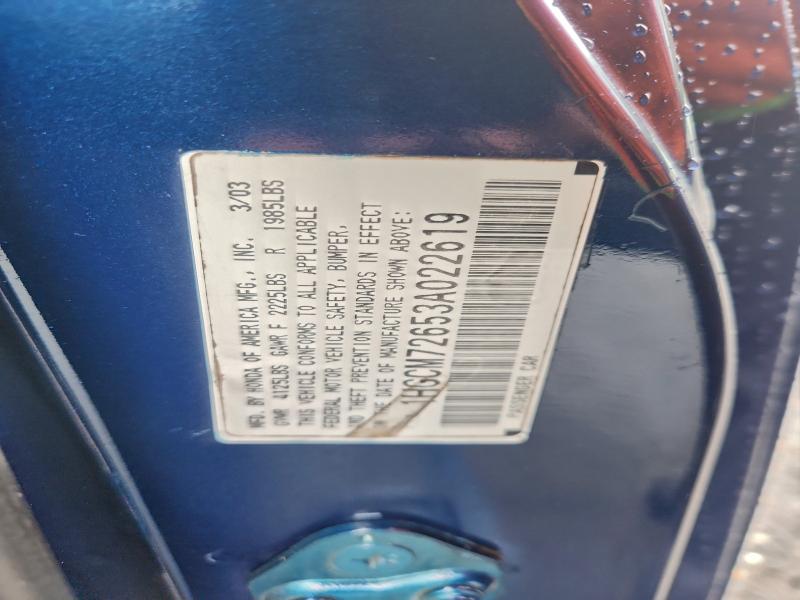 MFD. BY HONDA OF AMERICA MFG., INC. 3/03
GVWR 4125LBS GAWR F 2225LBS R 1985LBS
THIS VEHICLE CONFORMS TO ALL APPLICABLE
FEDERAL MOTOR VEHICLE SAFETY, BUMPER,
AND THEFT PREVENTION STANDARDS IN EFFECT
ON THE DATE OF MANUFACTURE SHOWN ABOVE:
1HGCM72653A022619
PASSENGER CAR